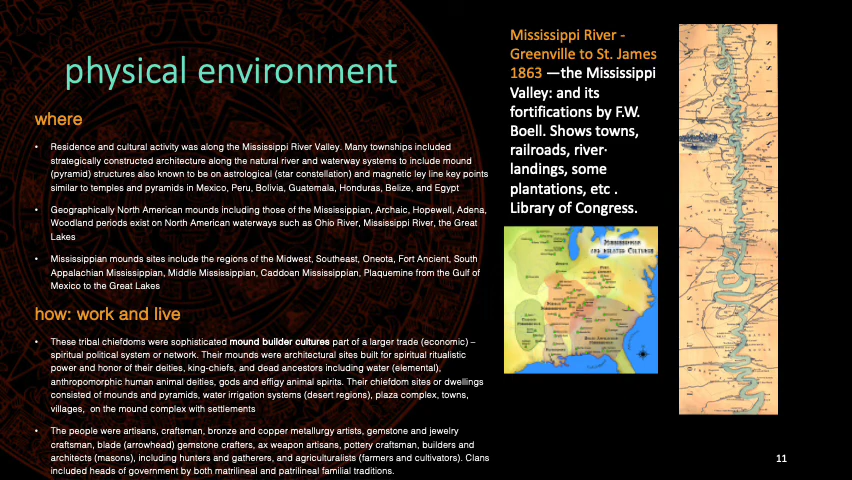 physical environment
where
• Residence and cultural activity was along the Mississippi River Valley. Many townships included
strategically constructed architecture along the natural river and waterway systems to include mound
(pyramid) structures also known to be on astrological (star constellation) and magnetic ley line key points
similar to temples and pyramids in Mexico, Peru, Bolivia, Guatemala, Honduras, Belize, and Egypt
• Geographically North American mounds including those of the Mississippian, Archaic, Hopewell, Adena,
Woodland periods exist on North American waterways such as Ohio River, Mississippi River, the Great
Lakes
• Mississippian mounds sites include the regions of the Midwest, Southeast, Oneota, Fort Ancient, South
Appalachian Mississippian, Middle Mississippian, Caddoan Mississippian, Plaquemine from the Gulf of
Mexico to the Great Lakes
how: work and live
• These tribal chiefdoms were sophisticated mound builder cultures part of a larger trade (economic) –
spiritual political system or network. Their mounds were architectural sites built for spiritual ritualistic
power and honor of their deities, king-chiefs, and dead ancestors including water (elemental),
anthropomorphic human animal deities, gods and effigy animal spirits. Their chiefdom sites or dwellings
consisted of mounds and pyramids, water irrigation systems (desert regions), plaza complex, towns,
villages, on the mound complex with settlements
• The people were artisans, craftsman, bronze and copper metallurgy artists, gemstone and jewelry
craftsman, blade (arrowhead) gemstone crafters, ax weapon artisans, pottery craftsman, builders and
architects (masons), including hunters and gatherers, and agriculturalists (farmers and cultivators). Clans
included heads of government by both matrilineal and patrilineal familial traditions.
Mississippi River -
Greenville to St. James
1863 —the Mississippi
Valley: and its
fortifications by F.W.
Boell. Shows towns,
railroads, river·
landings, some
plantations, etc .
Library of Congress.
Mississippian
and Related Cultures
11